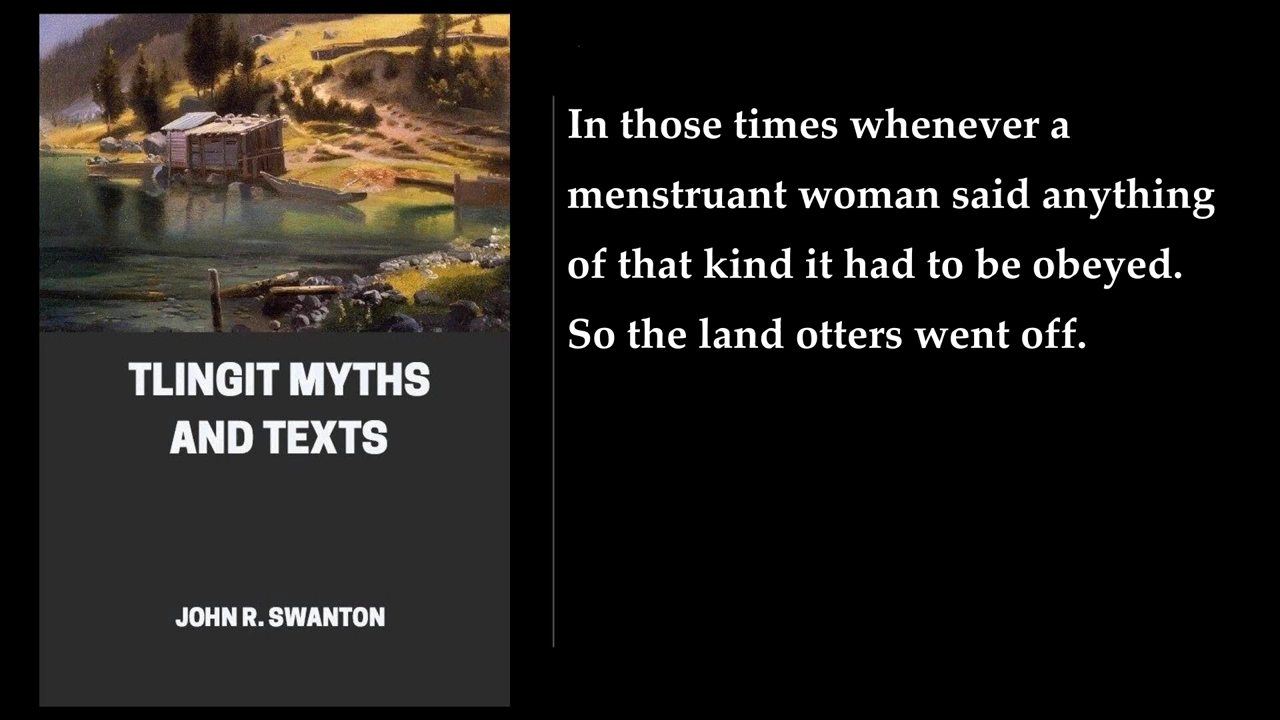 TLINGIT MYTHS
AND TEXTS
JOHN R. SWANTON
In those times whenever a
menstruant woman said anything
of that kind it had to be obeyed.
So the land otters went off.